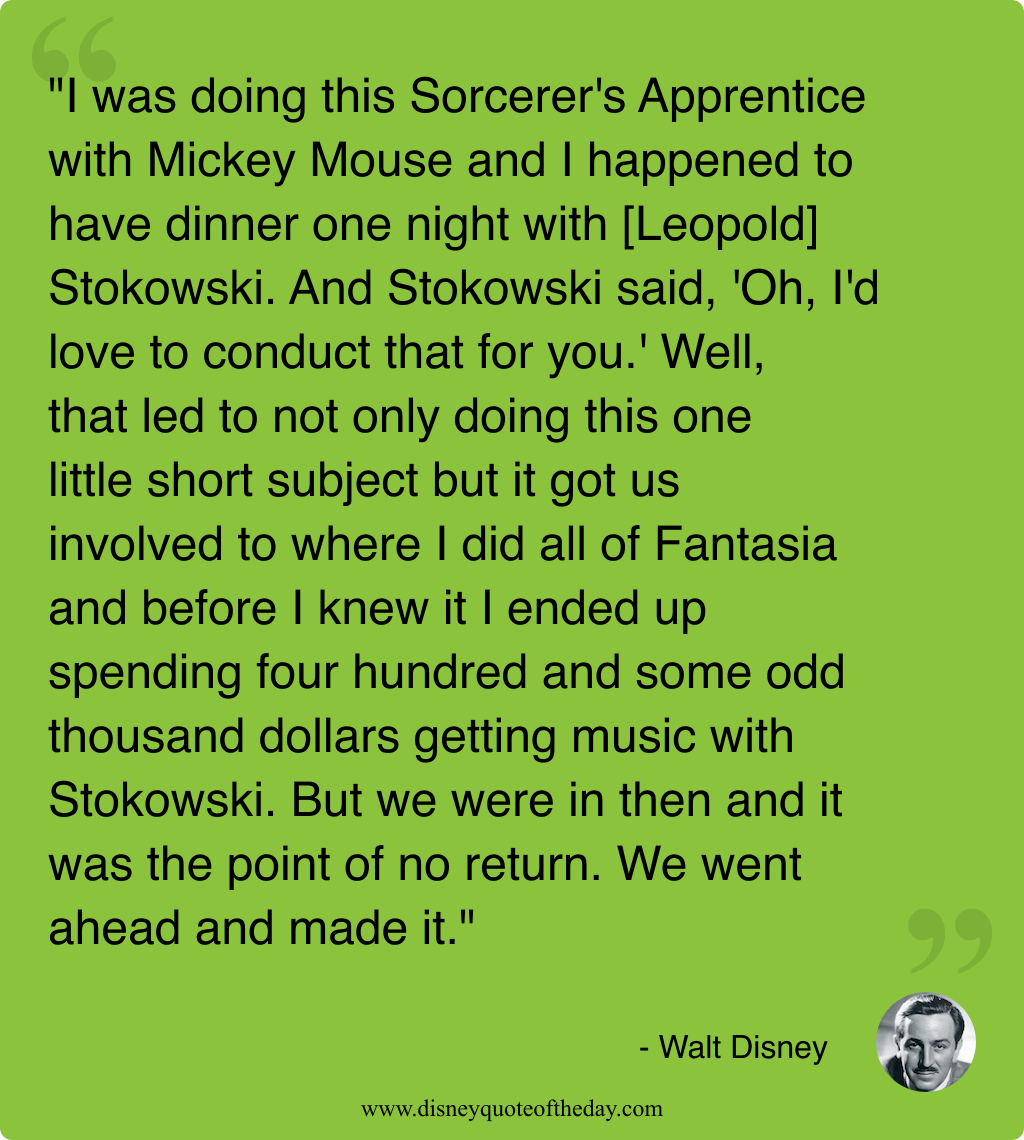 "I was doing this Sorcerer's Apprentice
with Mickey Mouse and I happened to
have dinner one night with [Leopold]
Stokowski. And Stokowski said, 'Oh, I'd
love to conduct that for you.' Well,
that led to not only doing this one
little short subject but it got us
involved to where I did all of Fantasia
and before I knew it I ended up
spending four hundred and some odd
thousand dollars getting music with
Stokowski. But we were in then and it
was the point of no return. We went
ahead and made it."
- Walt Disney
www.disneyquoteoftheday.com